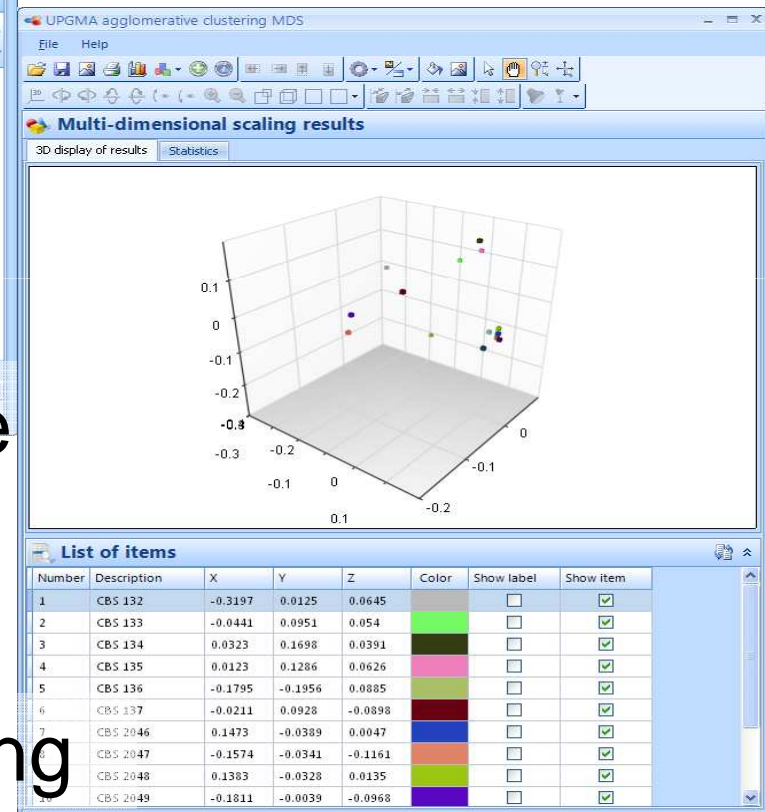 UPGMA agglomerative clustering MDS
File Help
Multi-dimensional scaling results
3D display of results Statistics
0.1
0
-0.1
-0.2
-0.3 -0.2 -0.1 0 0.1
-0.2 -0.1 0
e
List of items
Number Description X Y Z Color Show label Show item
1 CBS 132 -0.3197 0.0125 0.0645
2 CBS 133 -0.0441 0.0951 0.054
3 CBS 134 0.0323 0.1698 0.0391
4 CBS 135 0.0123 0.1286 0.0626
5 CBS 136 -0.1795 -0.1956 0.0885
6 CBS 137 -0.0211 0.0928 -0.0898
7 CBS 2046 0.1473 -0.0389 0.0047
8 CBS 2047 -0.1574 -0.0341 -0.1161
CBS 2048 0.1383 -0.0328 0.0135
10 CBS 2049 -0.1811 -0.0039 -0.0968
ng